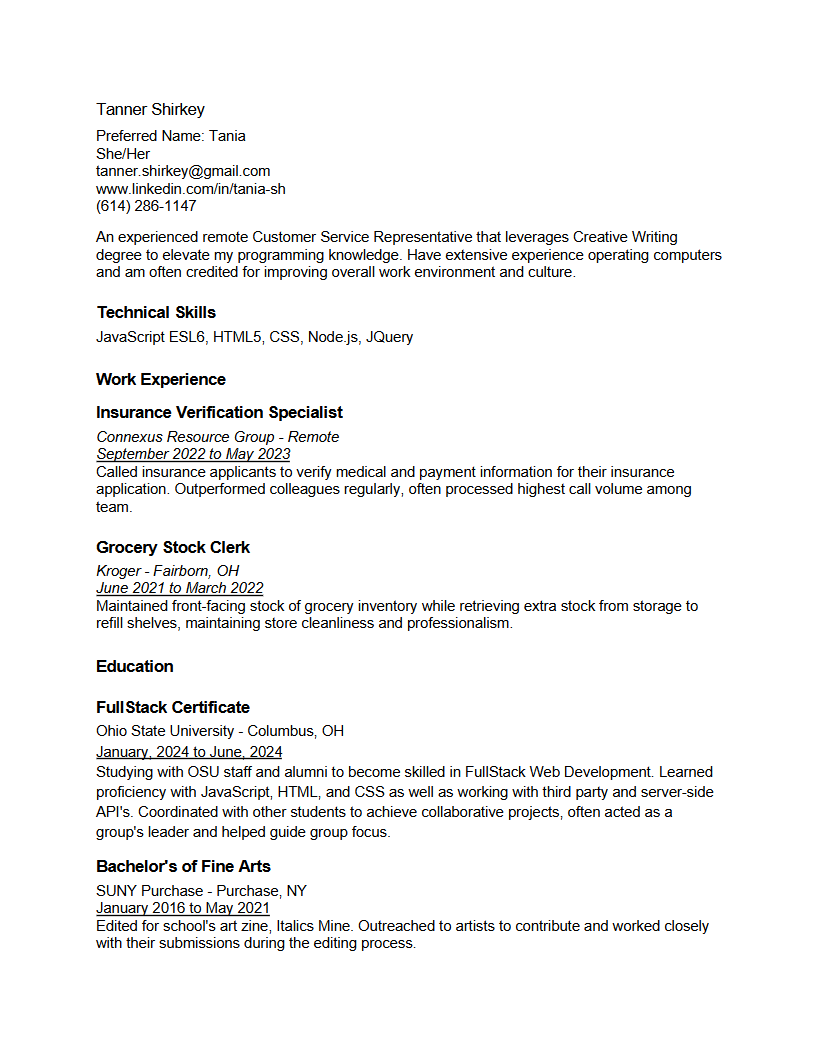 Tanner Shirkey
Preferred Name: Tania
She/Her
tanner.shirkey@gmail.com
www.linkedin.com/in/tania-sh
(614) 286-1147
An experienced remote Customer Service Representative that leverages Creative Writing
degree to elevate my programming knowledge. Have extensive experience operating computers
and am often credited for improving overall work environment and culture.
Technical Skills
JavaScript ESL6, HTML5, CSS, Node.js, JQuery
Work Experience
Insurance Verification Specialist
Connexus Resource Group - Remote
September 2022 to May 2023
Called insurance applicants to verify medical and payment information for their insurance
application. Outperformed colleagues regularly, often processed highest call volume among
team.
Grocery Stock Clerk
Kroger - Fairborn, OH
June 2021 to March 2022
Maintained front-facing stock of grocery inventory while retrieving extra stock from storage to
refill shelves, maintaining store cleanliness and professionalism.
Education
FullStack Certificate
Ohio State University - Columbus, OH
January, 2024 to June, 2024
Studying with OSU staff and alumni to become skilled in FullStack Web Development. Learned
proficiency with JavaScript, HTML, and CSS as well as working with third party and server-side
API's. Coordinated with other students to achieve collaborative projects, often acted as a
group's leader and helped guide group focus.
Bachelor's of Fine Arts
SUNY Purchase - Purchase, NY
January 2016 to May 2021
Edited for school's art zine, Italics Mine. Outreached to artists to contribute and worked closely
with their submissions during the editing process.